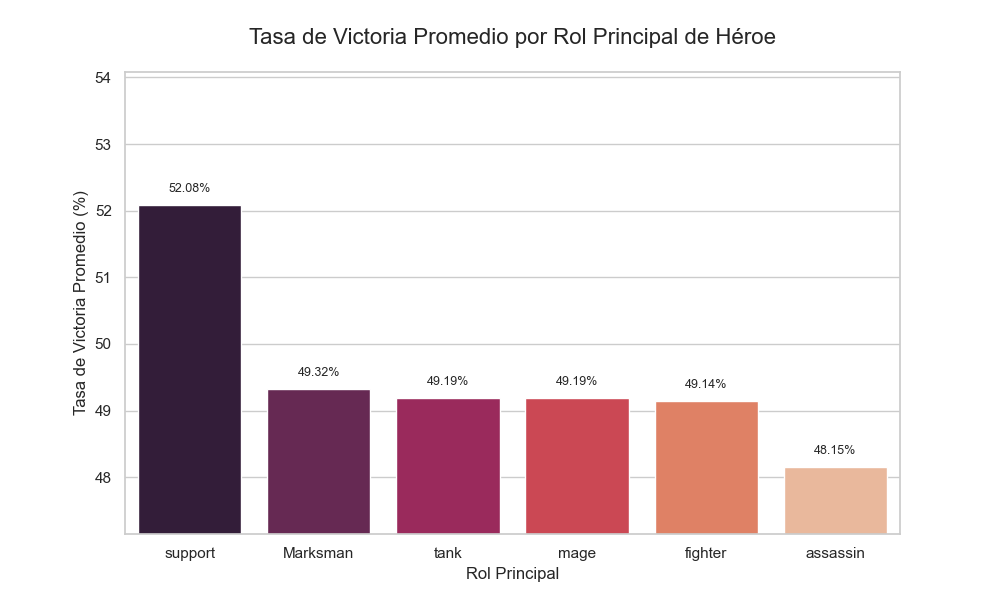 Tasa de Victoria Promedio por Rol Principal de Héroe
Tasa de Victoria Promedio (%)
54
53
52
51
50
49
48
52.08%
49.32%
49.19%
49.19%
49.14%
48.15%
support
Marksman
tank
mage
fighter
assassin
Rol Principal